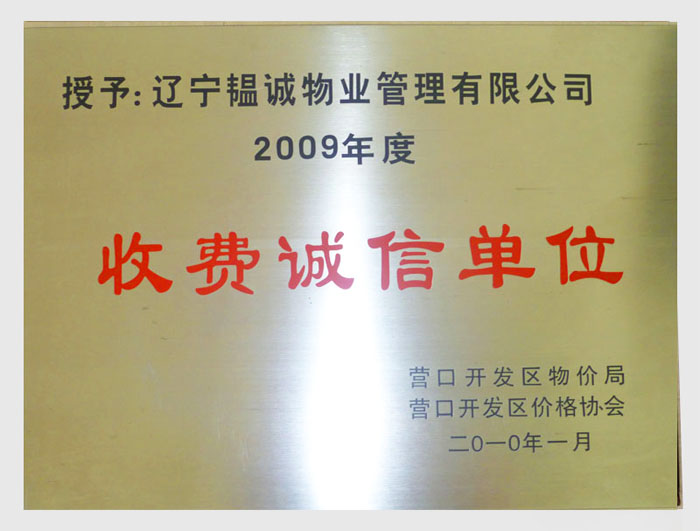 授予:辽宁韫诚物业管理有限公司
2009年度
收费诚信单位
营口开发区物价局
营口开发区价格协会
二0一0年一月